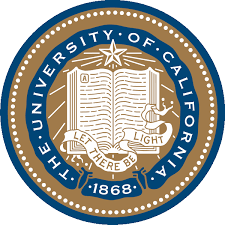 THE · UNIVERSITY · OF · CALIFORNIA
A
LET THERE BE LIGHT
· 1868 ·